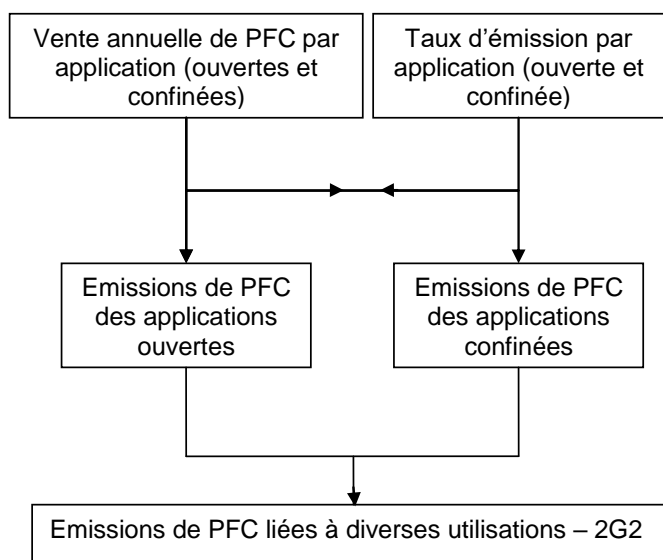 Vente annuelle de PFC par
application (ouvertes et
confinées)
Taux d’émission par
application (ouverte et
confinée)
Emissions de PFC
des applications
ouvertes
Emissions de PFC
des applications
confinées
Emissions de PFC liées à diverses utilisations – 2G2